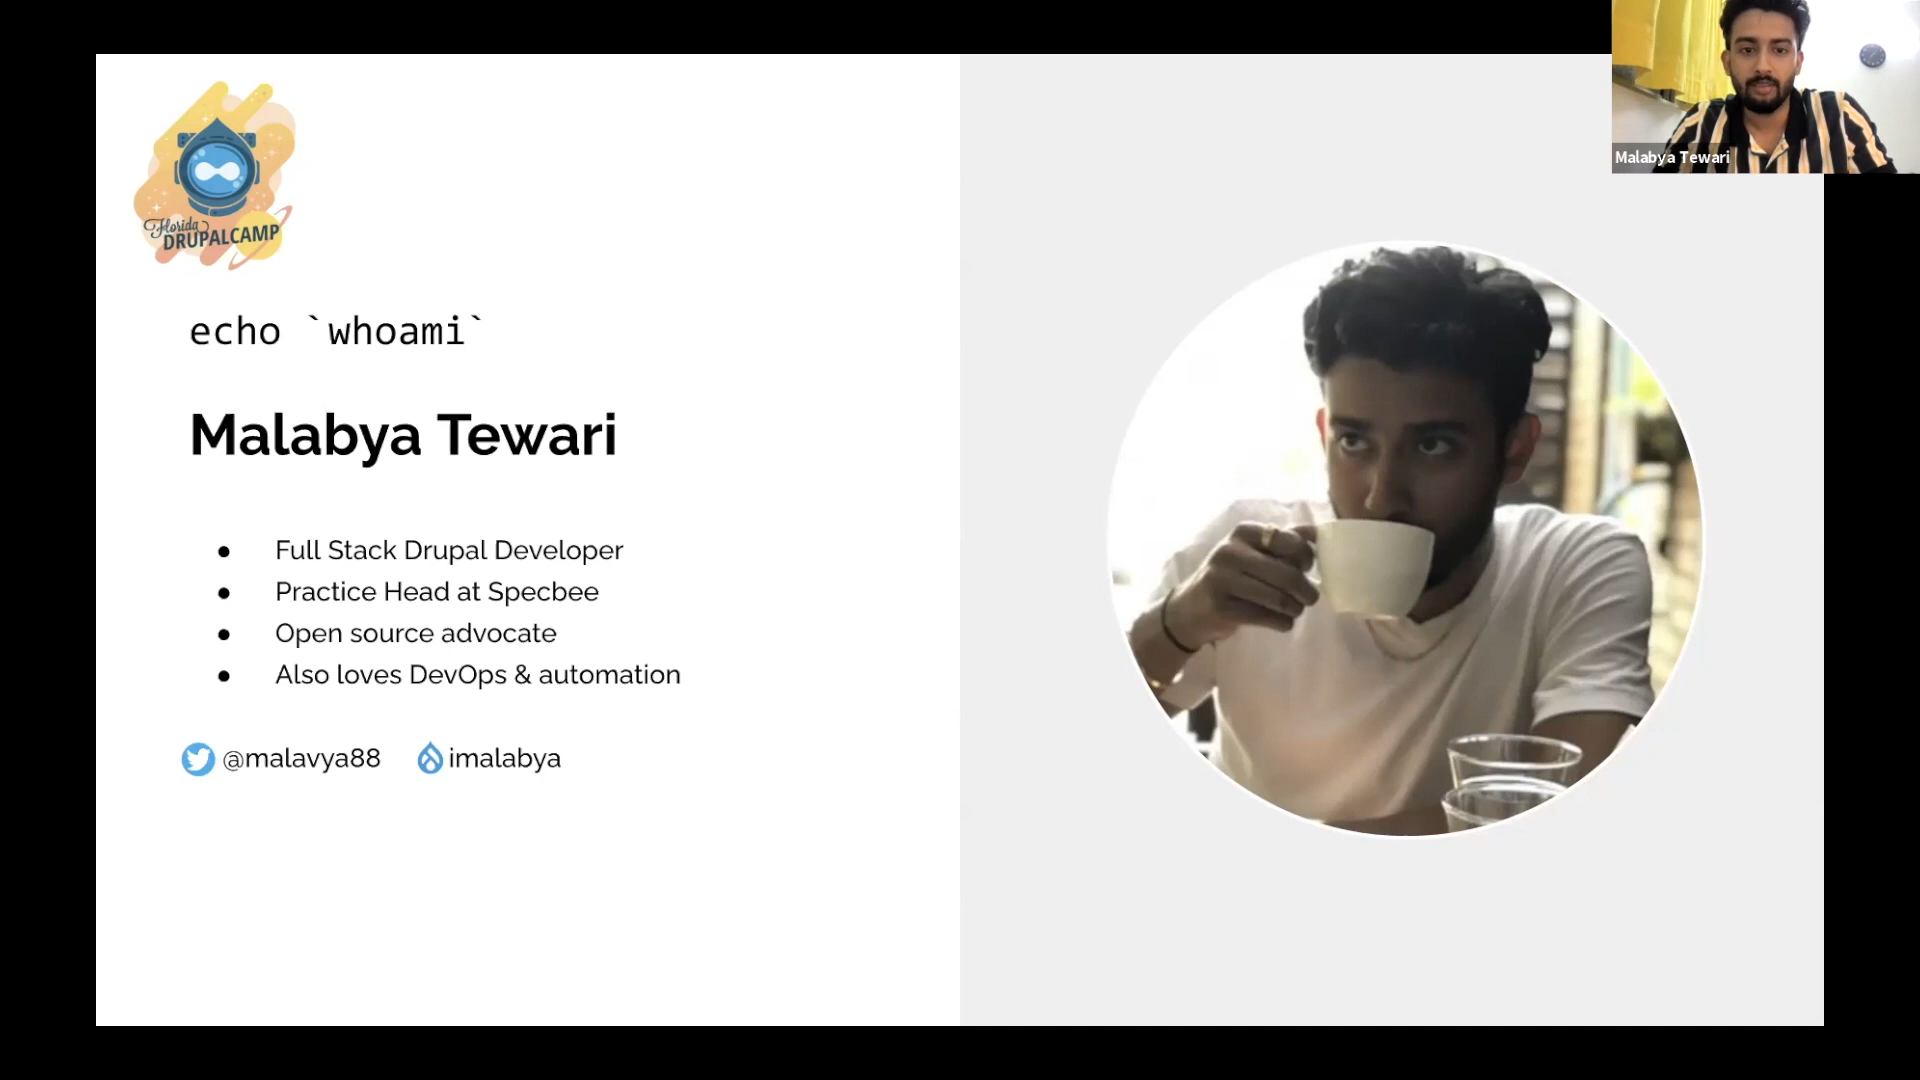 Malabya Tewari
Florida
DRUPALCAMP
echo `whoami`
Malabya Tewari
● Full Stack Drupal Developer
● Practice Head at Specbee
● Open source advocate
● Also loves DevOps & automation
@malavya88 imalabya